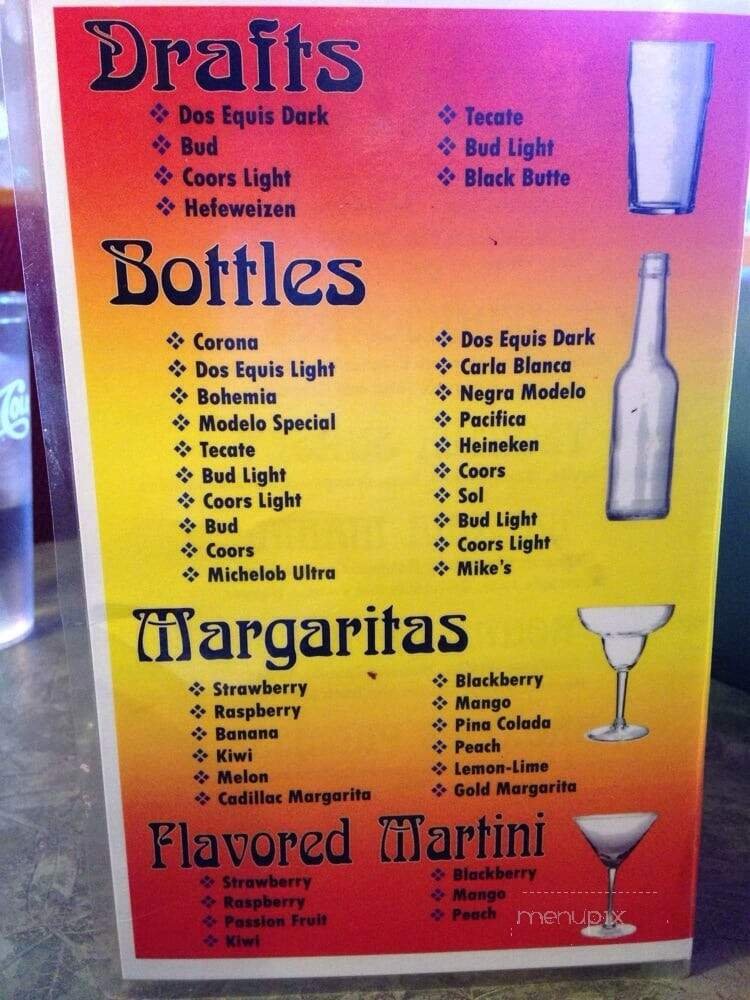 Drafts
❖ Dos Equis Dark
❖ Bud
❖ Coors Light
❖ Hefeweizen
❖ Tecate
❖ Bud Light
❖ Black Butte
Bottles
❖ Corona
❖ Dos Equis Light
❖ Bohemia
❖ Modelo Special
❖ Tecate
❖ Bud Light
❖ Coors Light
❖ Bud
❖ Coors
❖ Michelob Ultra
❖ Dos Equis Dark
❖ Carla Blanca
❖ Negra Modelo
❖ Pacifica
❖ Heineken
❖ Coors
❖ Sol
❖ Bud Light
❖ Coors Light
❖ Mike's
Margaritas
❖ Strawberry
❖ Raspberry
❖ Banana
❖ Kiwi
❖ Melon
❖ Cadillac Margarita
❖ Blackberry
❖ Mango
❖ Pina Colada
❖ Peach
❖ Lemon-Lime
❖ Gold Margarita
Flavored Martini
❖ Strawberry
❖ Raspberry
❖ Passion Fruit
❖ Kiwi
❖ Blackberry
❖ Mango
❖ Peach
menupix